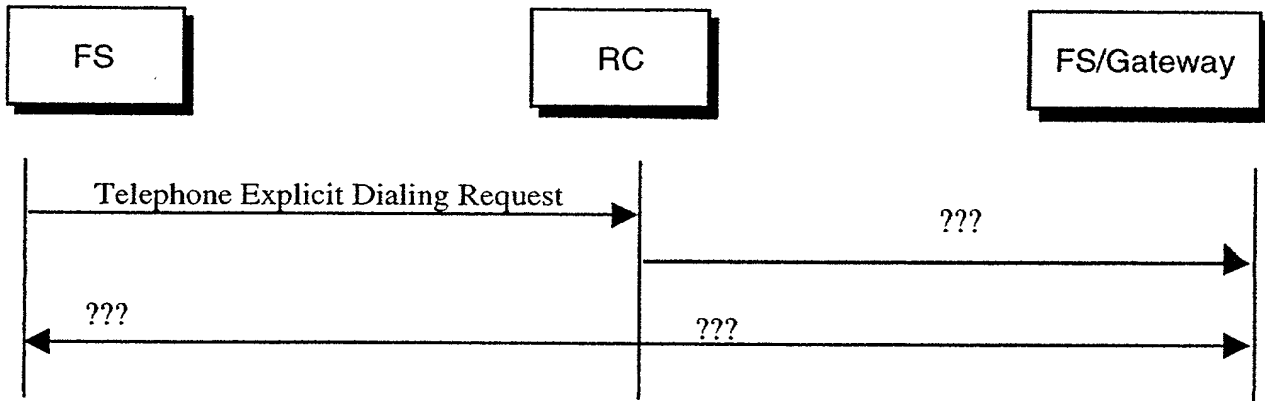 FS
RC
FS/Gateway
Telephone Explicit Dialing Request
???
???
???